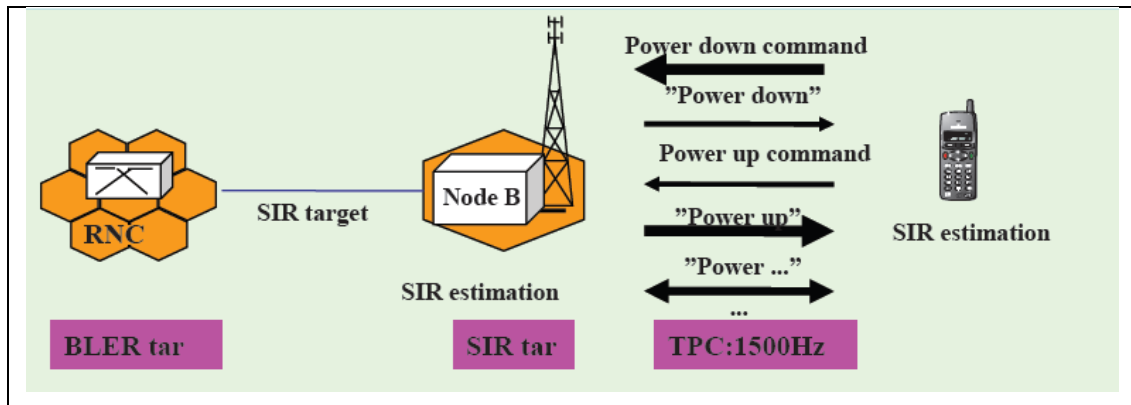 Power down command
”Power down”
Power up command
SIR target
Node B
RNC
”Power up”
SIR estimation
”Power ...”
SIR estimation
...
BLER tar
SIR tar
TPC:1500Hz